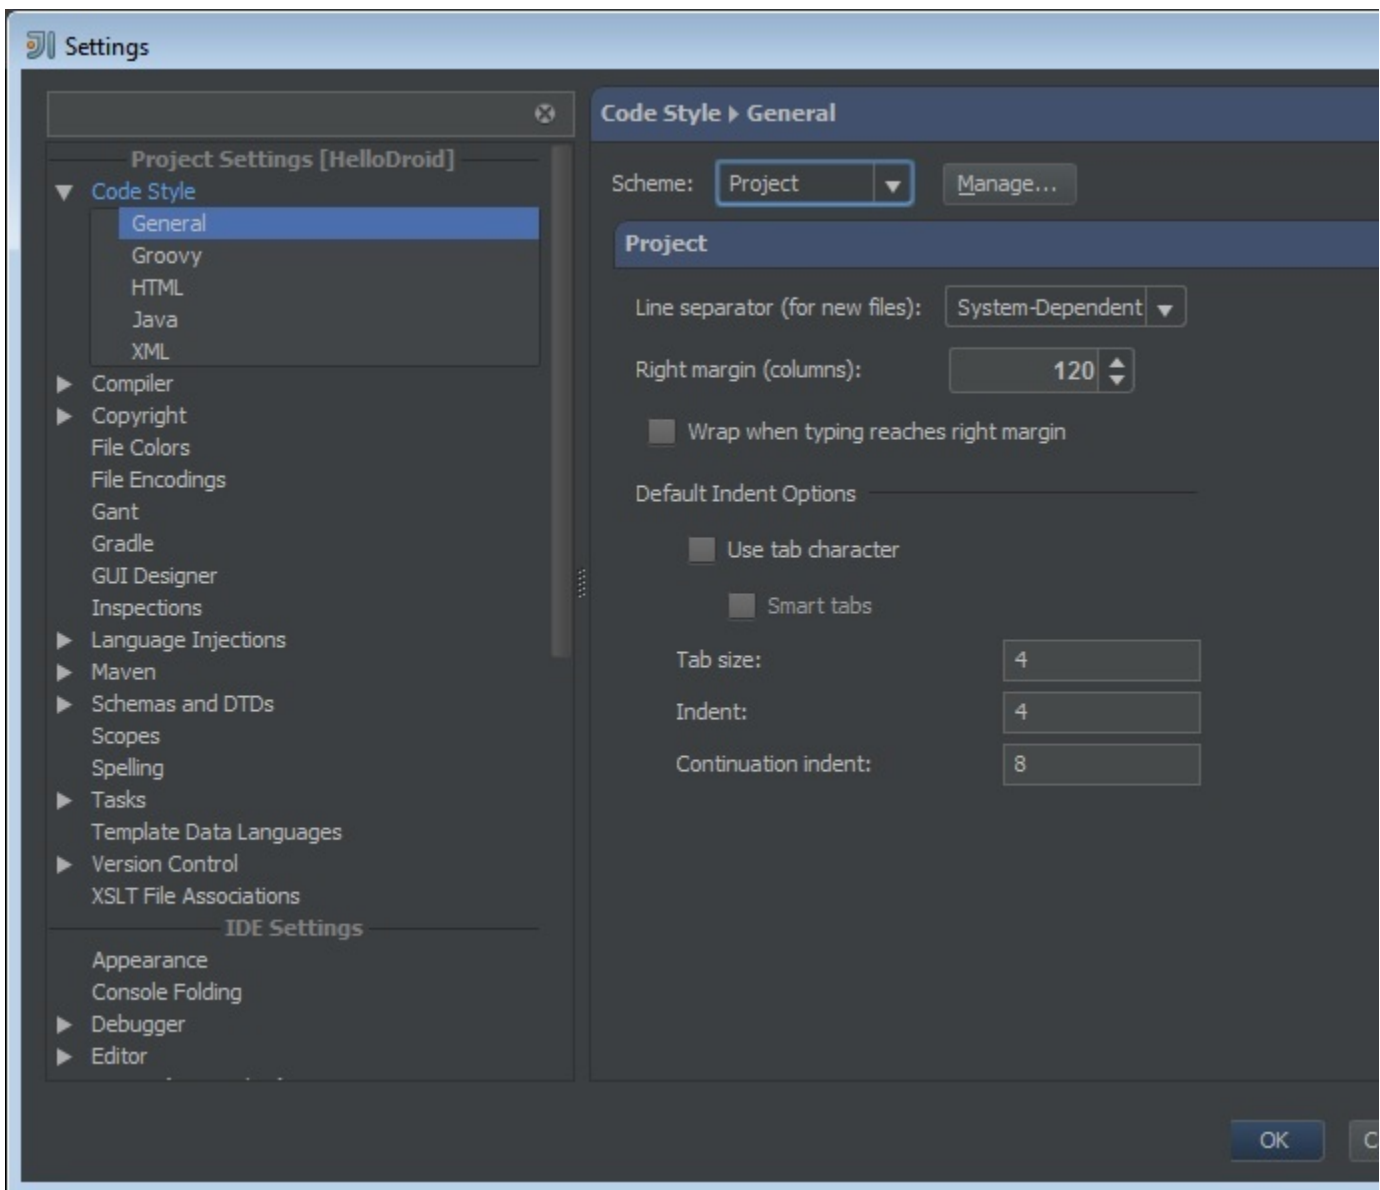 Settings
Project Settings [HelloDroid]
Code Style
General
Groovy
HTML
Java
XML
Compiler
Copyright
File Colors
File Encodings
Gant
Gradle
GUI Designer
Inspections
Language Injections
Maven
Schemas and DTDs
Scopes
Spelling
Tasks
Template Data Languages
Version Control
XSLT File Associations
IDE Settings
Appearance
Console Folding
Debugger
Editor
Code Style ▸ General
Scheme: Project Manage...
Project
Line separator (for new files): System-Dependent
Right margin (columns): 120
Wrap when typing reaches right margin
Default Indent Options
Use tab character
Smart tabs
Tab size: 4
Indent: 4
Continuation indent: 8
OK C